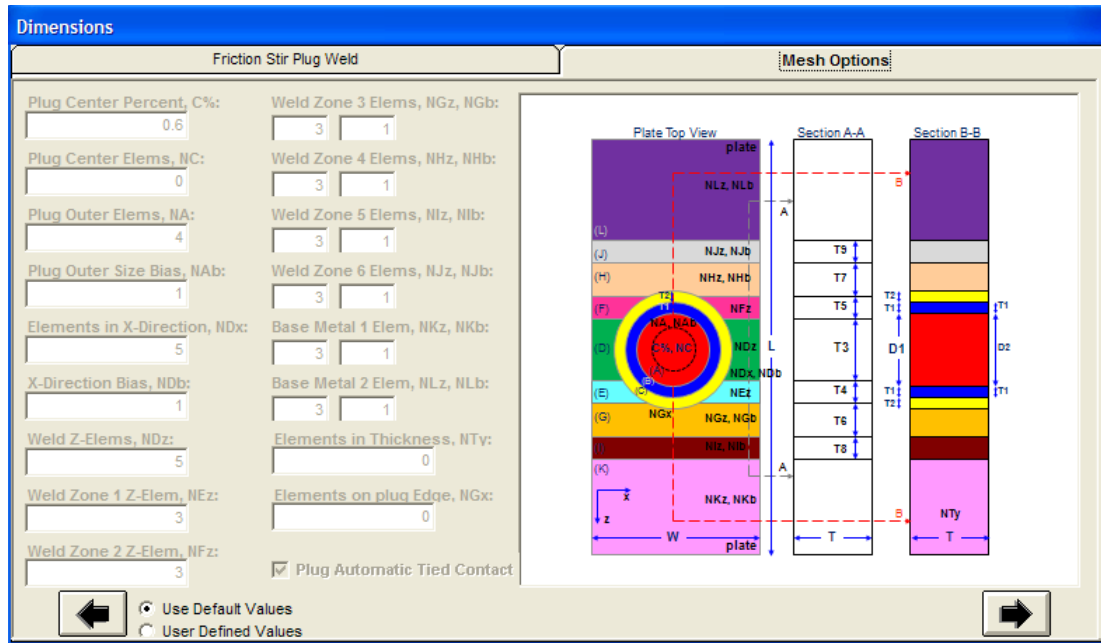 Dimensions
Friction Stir Plug Weld
Mesh Options
Plug Center Percent, C%:
0.6
Plug Center Elems, NC:
0
Plug Outer Elems, NA:
4
Plug Outer Size Bias, NAb:
1
Elements in X-Direction, NDx:
5
X-Direction Bias, NDb:
1
Weld Z-Elems, NDz:
5
Weld Zone 1 Z-Elem, NEz:
3
Weld Zone 2 Z-Elem, NFz:
3
Weld Zone 3 Elems, NGz, NGb:
3 1
Weld Zone 4 Elems, NHz, NHb:
3 1
Weld Zone 5 Elems, NIz, NIb:
3 1
Weld Zone 6 Elems, NJz, NJb:
3 1
Base Metal 1 Elem, NKz, NKb:
3 1
Base Metal 2 Elem, NLz, NLb:
3 1
Elements in Thickness, NTy:
0
Elements on plug Edge, NGx:
0
Plug Automatic Tied Contact
Use Default Values
User Defined Values
Plate Top View
plate
NLz, NLb
(L)
(J)
NJz, NJb
(H)
NHz, NHb
T2
T1
(F)
NFz
NA, NAb
(D)
C%, NC
NDz
L
(A)
NDx, NDb
(B)
(C)
(E)
NEz
NGx
(G)
NGz, NGb
(I)
NIz, NIb
(K)
NKz, NKb
x
z
W
plate
Section A-A
A
T9
T7
T5
T3
T4
T6
T8
A
T
Section B-B
B
T2
T1
T1
D1
D2
T1
T1
T2
B
NTy
T